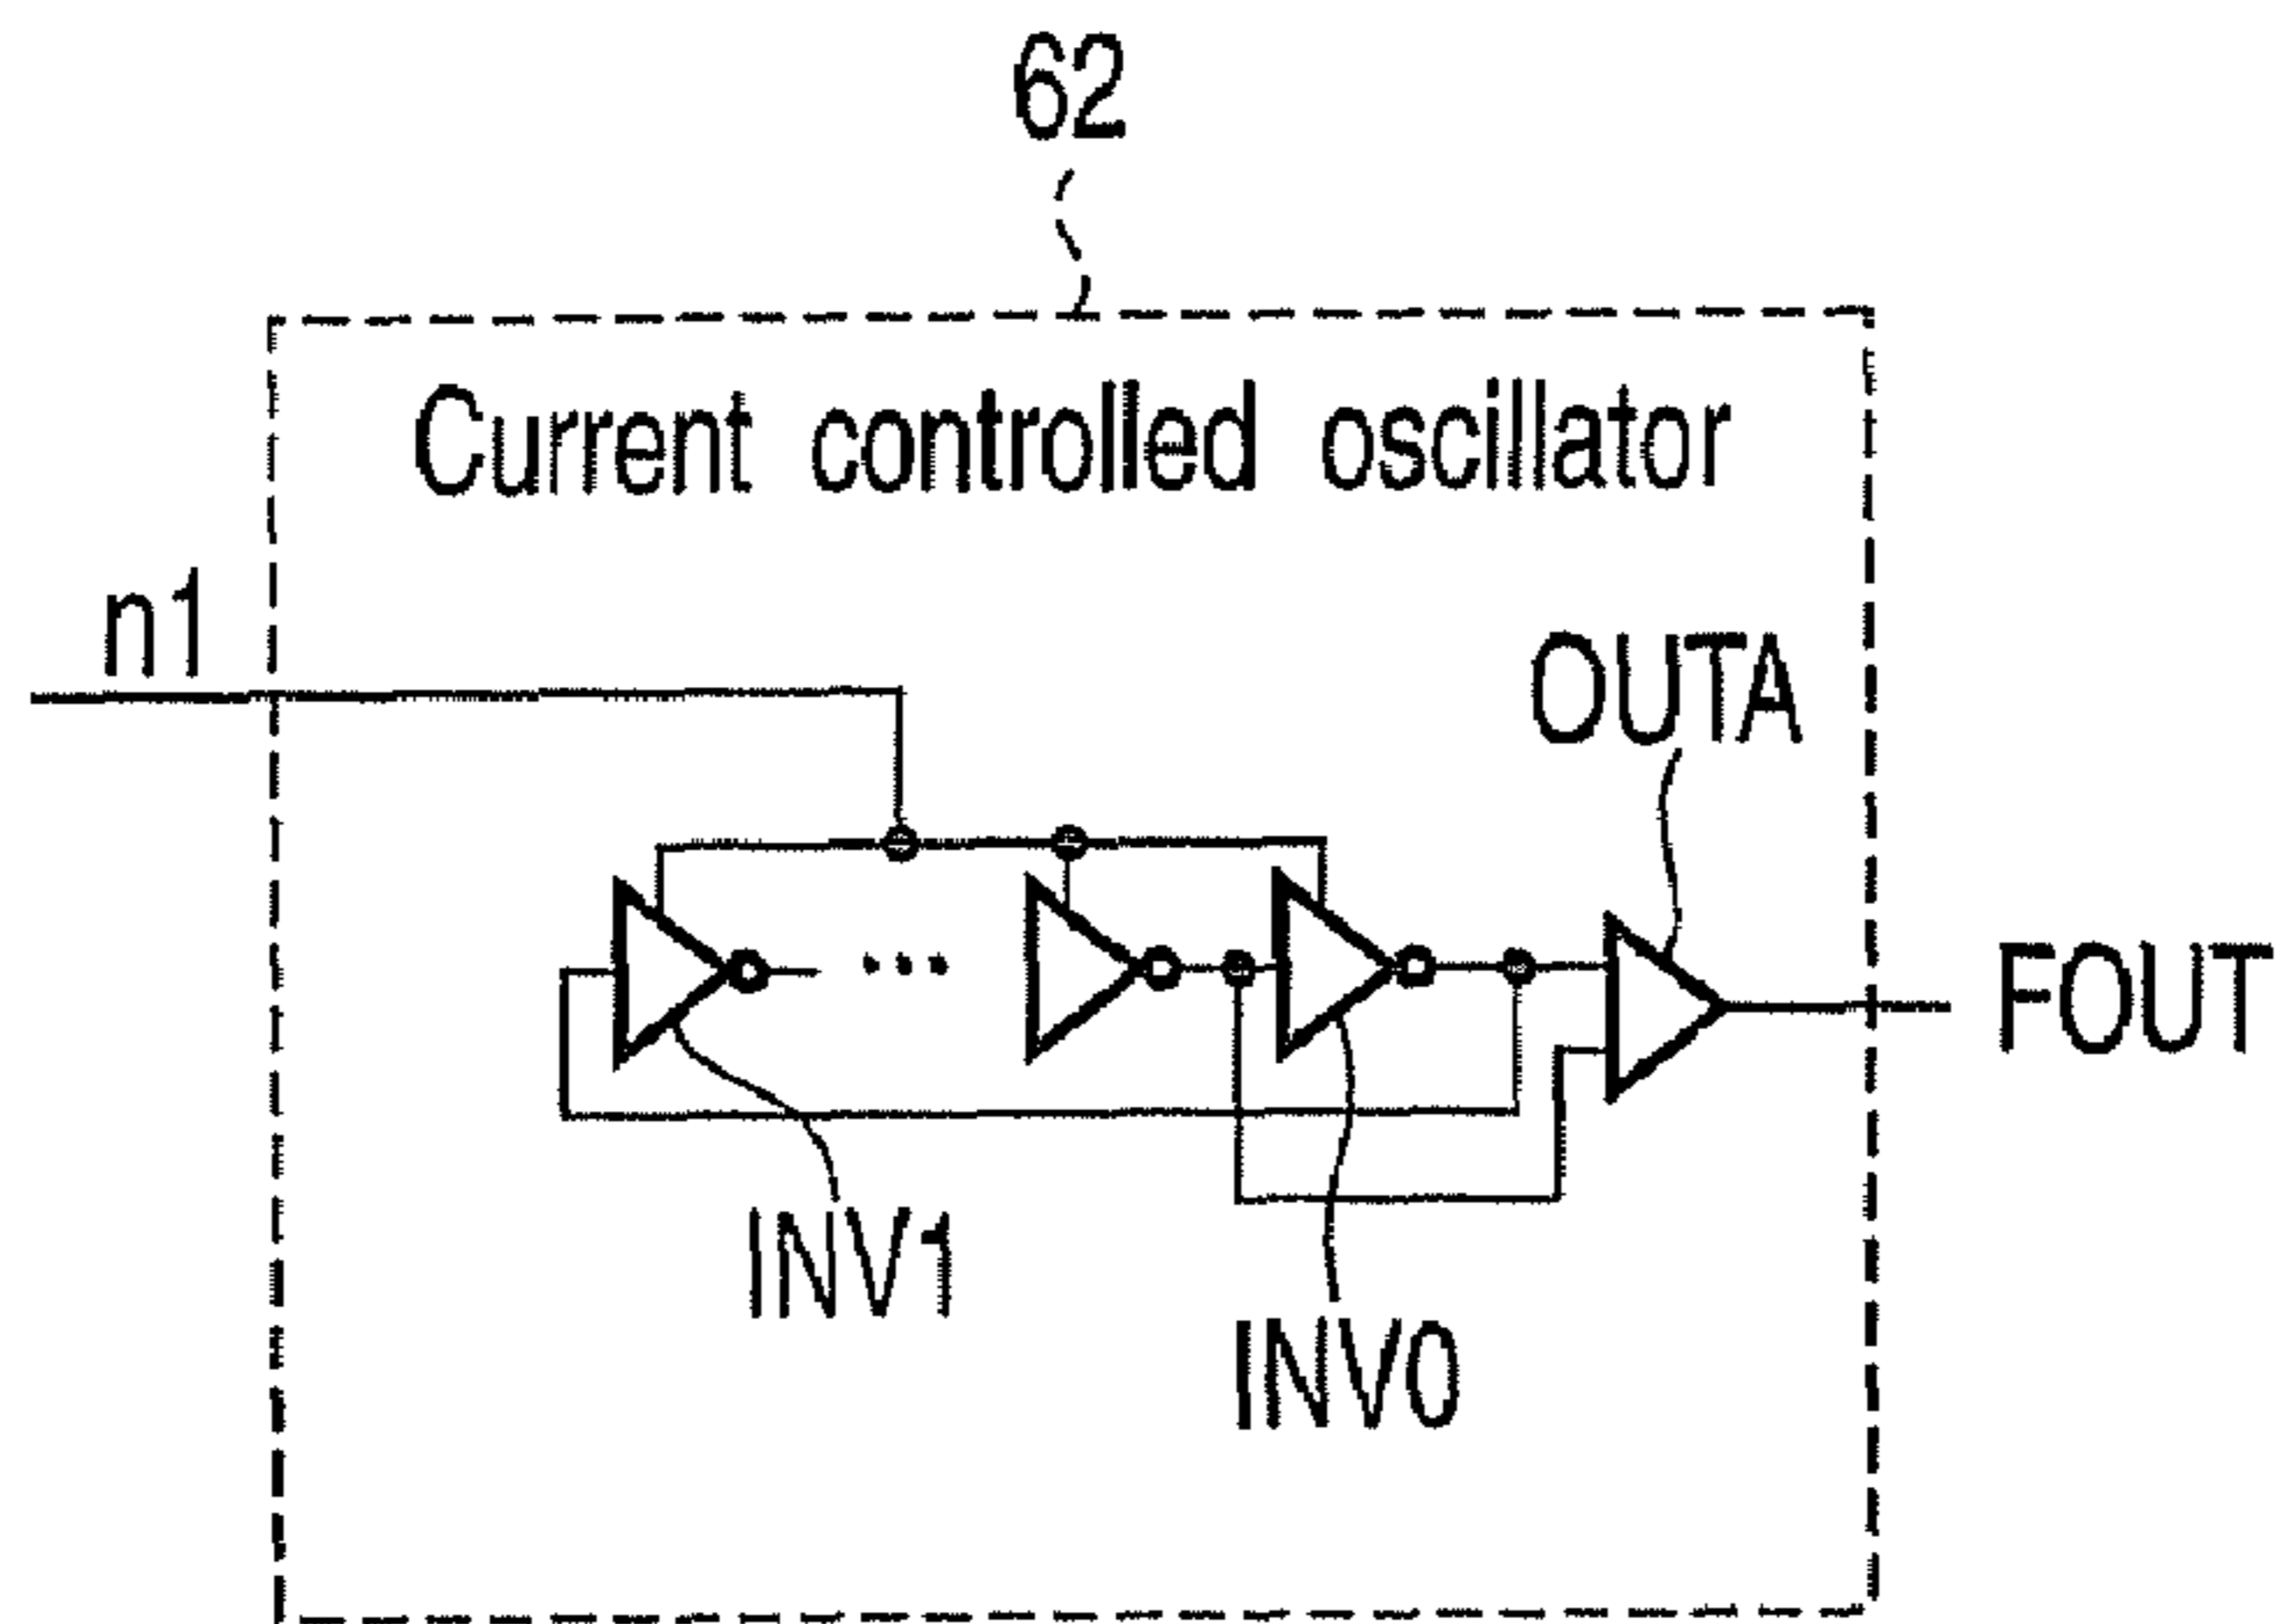 62
Current controlled oscillator
n1
OUTA
FOUT
INV1
INV0